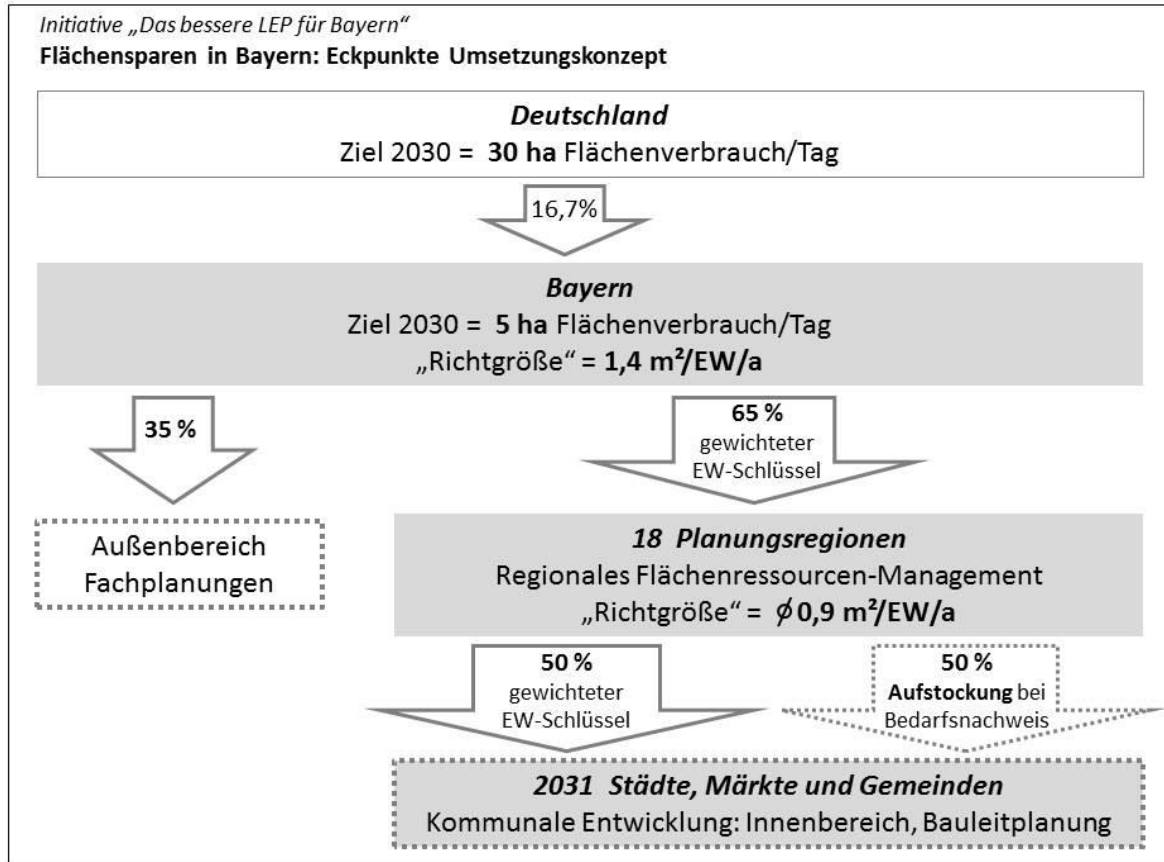 Initiative „Das bessere LEP für Bayern“
Flächensparen in Bayern: Eckpunkte Umsetzungskonzept
Deutschland
Ziel 2030 = 30 ha Flächenverbrauch/Tag
16,7%
Bayern
Ziel 2030 = 5 ha Flächenverbrauch/Tag
„Richtgröße“ = 1,4 m²/EW/a
35 %
65 %
gewichteter
EW-Schlüssel
Außenbereich
Fachplanungen
18 Planungsregionen
Regionales Flächenressourcen-Management
„Richtgröße“ = ∅ 0,9 m²/EW/a
50 %
gewichteter
EW-Schlüssel
50 %
Aufstockung bei
Bedarfsnachweis
2031 Städte, Märkte und Gemeinden
Kommunale Entwicklung: Innenbereich, Bauleitplanung